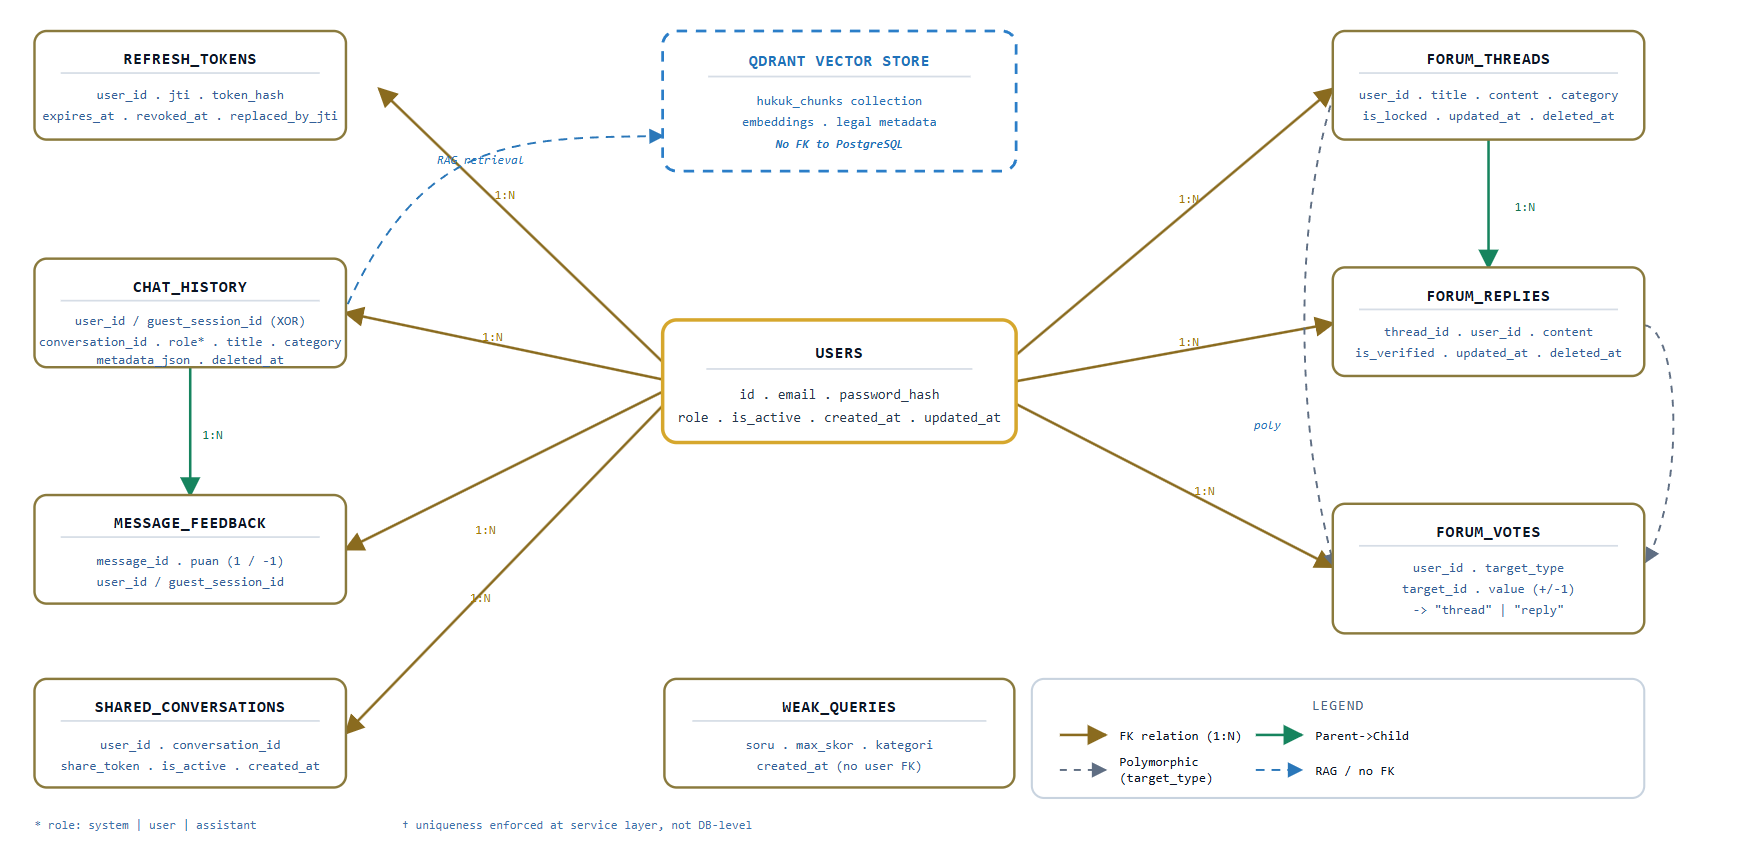 REFRESH_TOKENS
user_id . jti . token_hash
expires_at . revoked_at . replaced_by_jti
QDRANT VECTOR STORE
hukuk_chunks collection
embeddings . legal metadata
No FK to PostgreSQL
FORUM_THREADS
user_id . title . content . category
is_locked . updated_at . deleted_at
RAG retrieval
1:N
1:N
1:N
CHAT_HISTORY
user_id / guest_session_id (XOR)
conversation_id . role* . title . category
metadata_json . deleted_at
1:N
USERS
id . email . password_hash
role . is_active . created_at . updated_at
1:N
FORUM_REPLIES
thread_id . user_id . content
is_verified . updated_at . deleted_at
1:N
poly
1:N
MESSAGE_FEEDBACK
message_id . puan (1 / -1)
user_id / guest_session_id
1:N
1:N
FORUM_VOTES
user_id . target_type
target_id . value (+/-1)
-> "thread" | "reply"
SHARED_CONVERSATIONS
user_id . conversation_id
share_token . is_active . created_at
WEAK_QUERIES
soru . max_skor . kategori
created_at (no user FK)
LEGEND
FK relation (1:N)
Parent->Child
Polymorphic
(target_type)
RAG / no FK
* role: system | user | assistant
† uniqueness enforced at service layer, not DB-level